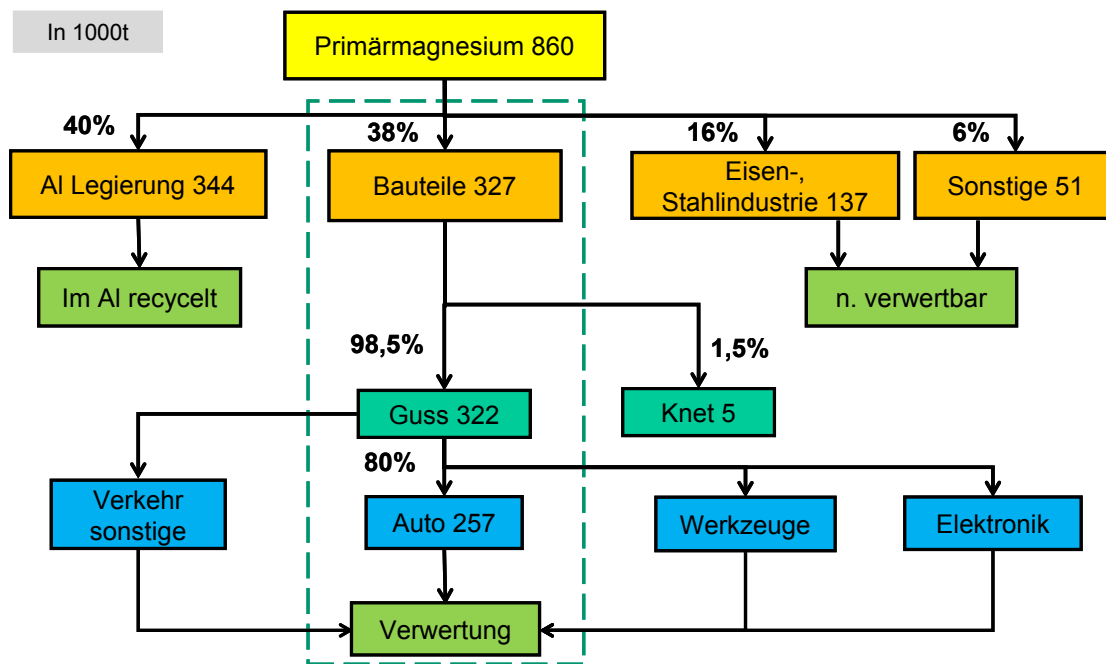 In 1000t
Primärmagnesium 860
40%
38%
16%
6%
Al Legierung 344
Bauteile 327
Eisen-,
Stahlindustrie 137
Sonstige 51
Im Al recycelt
n. verwertbar
98,5%
1,5%
Guss 322
Knet 5
80%
Verkehr
sonstige
Auto 257
Werkzeuge
Elektronik
Verwertung